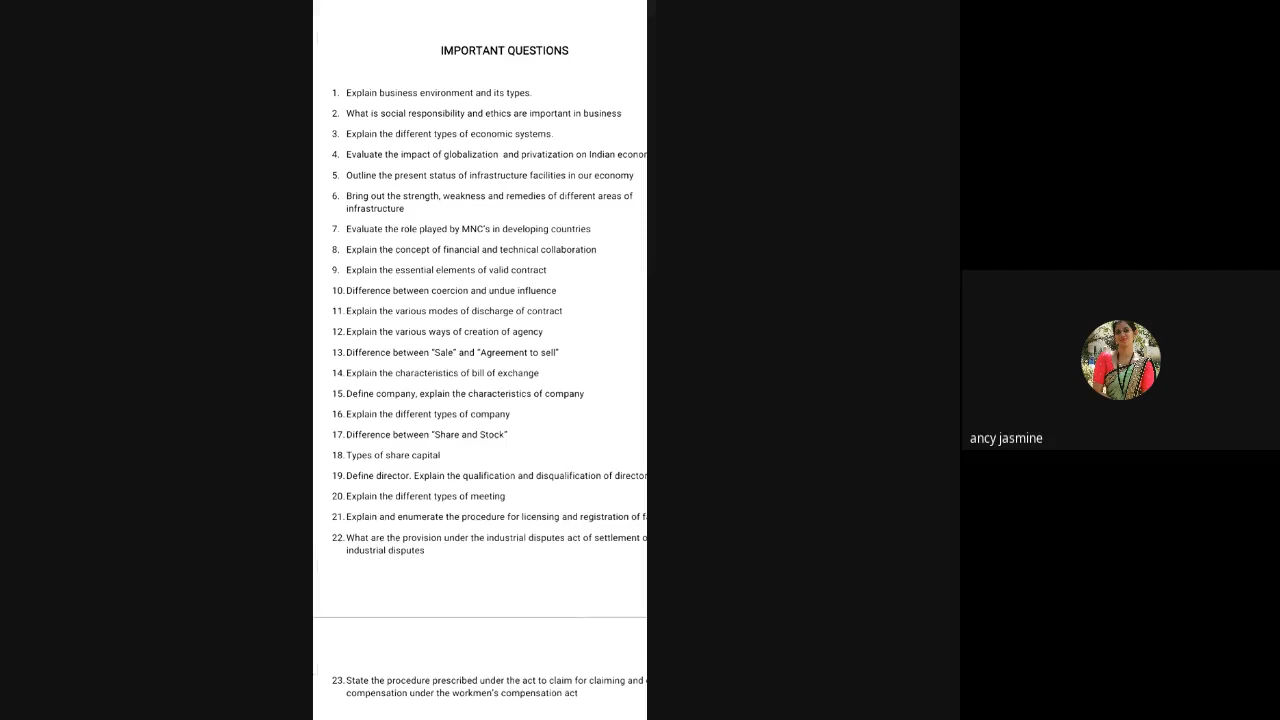 IMPORTANT QUESTIONS
1. Explain business environment and its types.
2. What is social responsibility and ethics are important in business
3. Explain the different types of economic systems.
4. Evaluate the impact of globalization and privatization on Indian
5. Outline the present status of infrastructure facilities in our economy
6. Bring out the strength, weakness and remedies of different areas of
infrastructure
7. Evaluate the role played by MNC's in developing countries
8. Explain the concept of financial and technical collaboration
9. Explain the essential elements of valid contract
10. Difference between coercion and undue influence
11. Explain the various modes of discharge of contract
12. Explain the various ways of creation of agency
13. Difference between “Sale” and “Agreement to sell”
14. Explain the characteristics of bill of exchange
15. Define company, explain the characteristics of company
16. Explain the different types of company
17. Difference between “Share and Stock”
18. Types of share capital
19. Define director. Explain the qualification and disqualification of director
20. Explain the different types of meeting
21. Explain and enumerate the procedure for licensing and registration of
22. What are the provision under the industrial disputes act of settlement
industrial disputes
23. State the procedure prescribed under the act to claim for claiming and
compensation under the workmen's compensation act
ancy jasmine